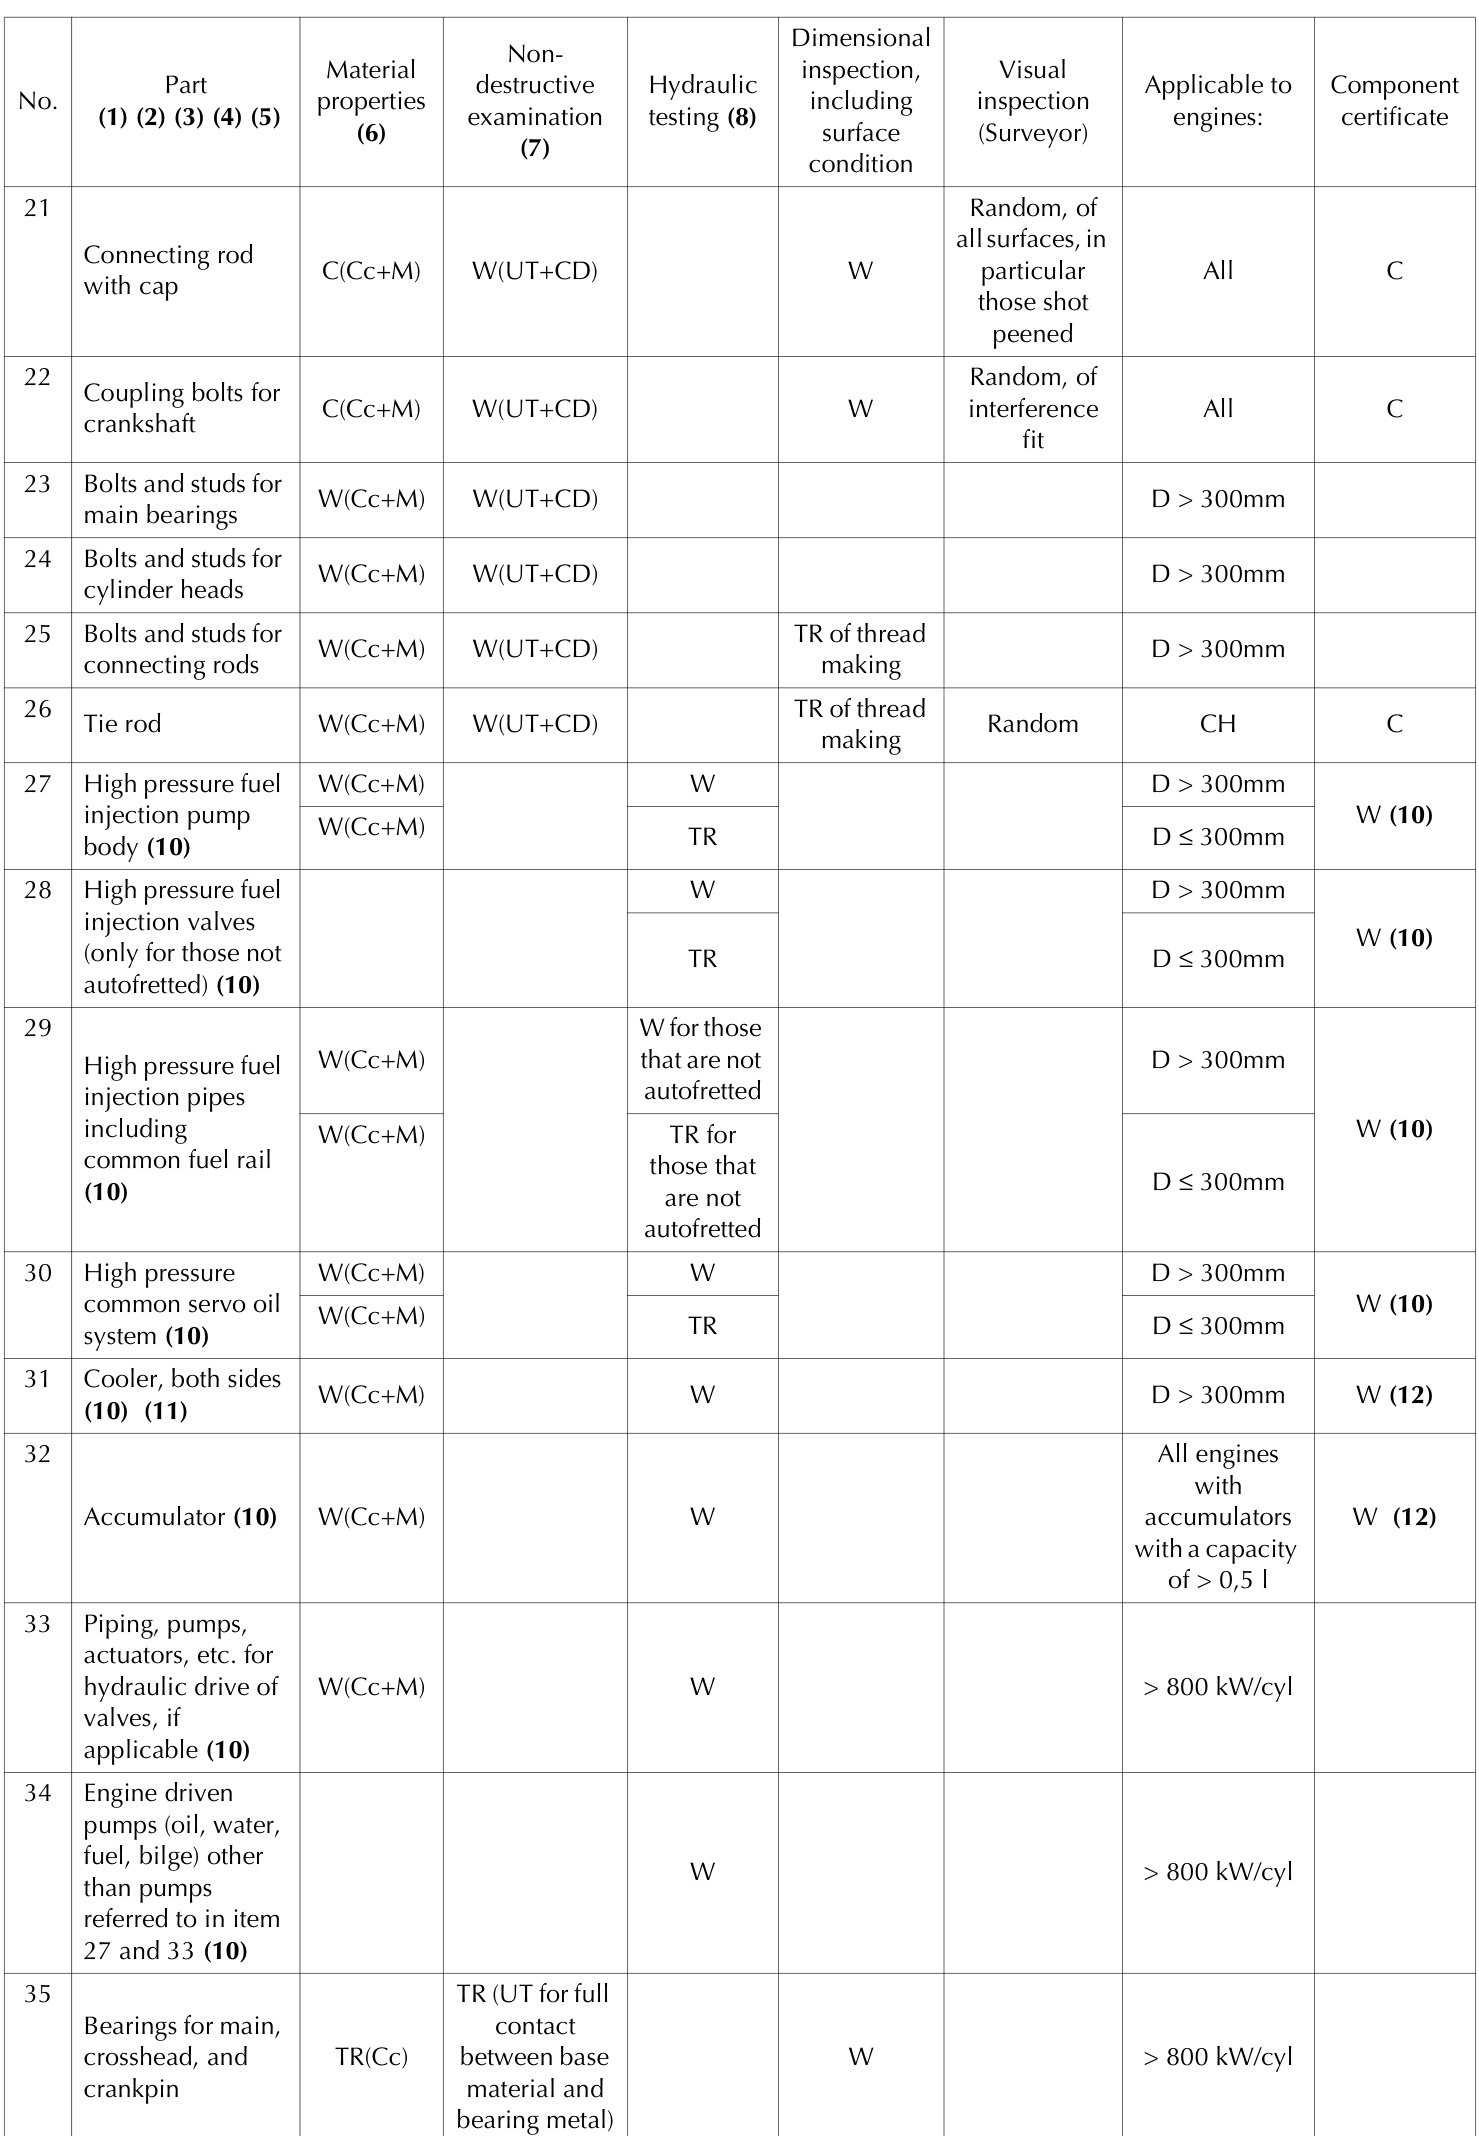 No.
Part
(1) (2) (3) (4) (5)
Material
properties
(6)
Non-
destructive
examination
(7)
Hydraulic
testing (8)
Dimensional
inspection,
including
surface
condition
Visual
inspection
(Surveyor)
Applicable to
engines:
Component
certificate
21
Connecting rod
with cap
C(Cc+M)
W(UT+CD)
W
Random, of
all surfaces, in
particular
those shot
peened
All
C
22
Coupling bolts for
crankshaft
C(Cc+M)
W(UT+CD)
W
Random, of
interference
fit
All
C
23
Bolts and studs for
main bearings
W(Cc+M)
W(UT+CD)
D > 300mm
24
Bolts and studs for
cylinder heads
W(Cc+M)
W(UT+CD)
D > 300mm
25
Bolts and studs for
connecting rods
W(Cc+M)
W(UT+CD)
TR of thread
making
D > 300mm
26
Tie rod
W(Cc+M)
W(UT+CD)
TR of thread
making
Random
CH
C
27
High pressure fuel
injection pump
body (10)
W(Cc+M)
W
D > 300mm
W(Cc+M)
TR
D ≤ 300mm
W (10)
28
High pressure fuel
injection valves
(only for those not
autofretted) (10)
W
D > 300mm
TR
D ≤ 300mm
W (10)
29
High pressure fuel
injection pipes
including
common fuel rail
(10)
W(Cc+M)
W for those
that are not
autofretted
D > 300mm
W(Cc+M)
TR for
those that
are not
autofretted
D ≤ 300mm
W (10)
30
High pressure
common servo oil
system (10)
W(Cc+M)
W
D > 300mm
W(Cc+M)
TR
D ≤ 300mm
W (10)
31
Cooler, both sides
(10) (11)
W(Cc+M)
W
D > 300mm
W (12)
32
Accumulator (10)
W(Cc+M)
W
All engines
with
accumulators
with a capacity
of > 0,5 l
W (12)
33
Piping, pumps,
actuators, etc. for
hydraulic drive of
valves, if
applicable (10)
W(Cc+M)
W
> 800 kW/cyl
34
Engine driven
pumps (oil, water,
fuel, bilge) other
than pumps
referred to in item
27 and 33 (10)
W
> 800 kW/cyl
35
Bearings for main,
crosshead, and
crankpin
TR(Cc)
TR (UT for full
contact
between base
material and
bearing metal)
W
> 800 kW/cyl